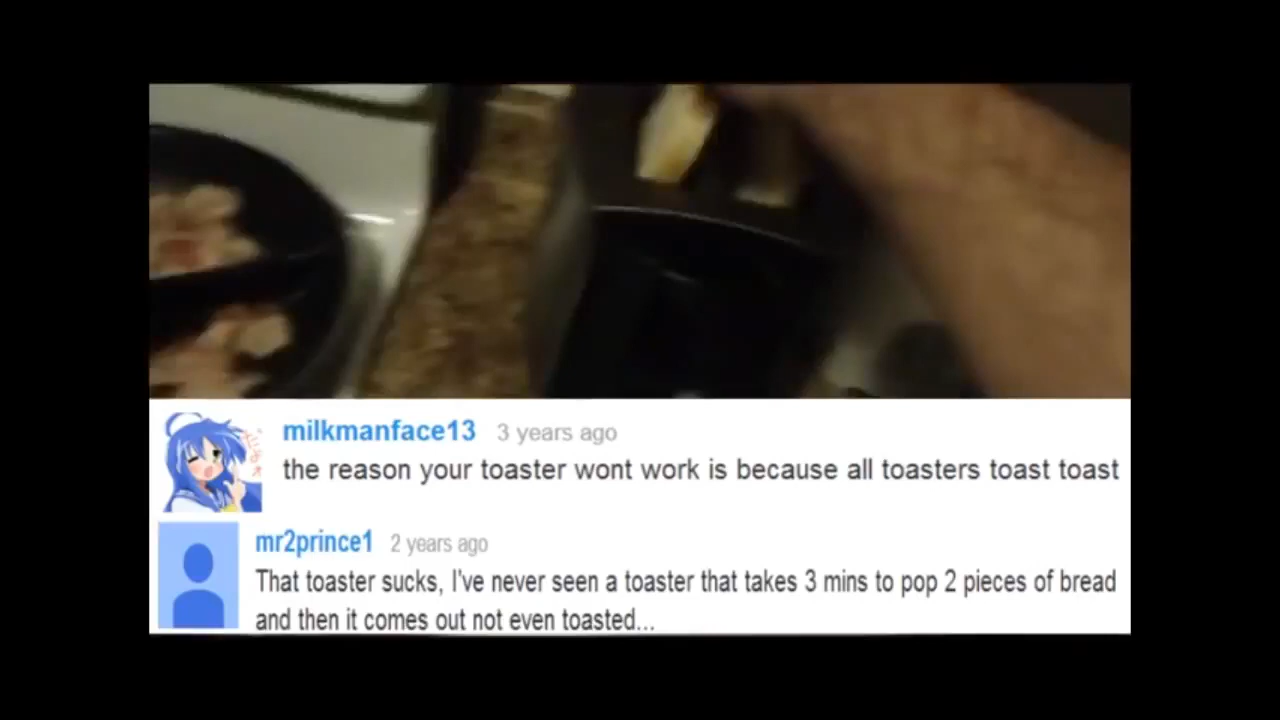 milkmanface13 3 years ago
the reason your toaster wont work is because all toasters toast toast
mr2prince1 2 years ago
That toaster sucks, I've never seen a toaster that takes 3 mins to pop 2 pieces of bread
and then it comes out not even toasted...